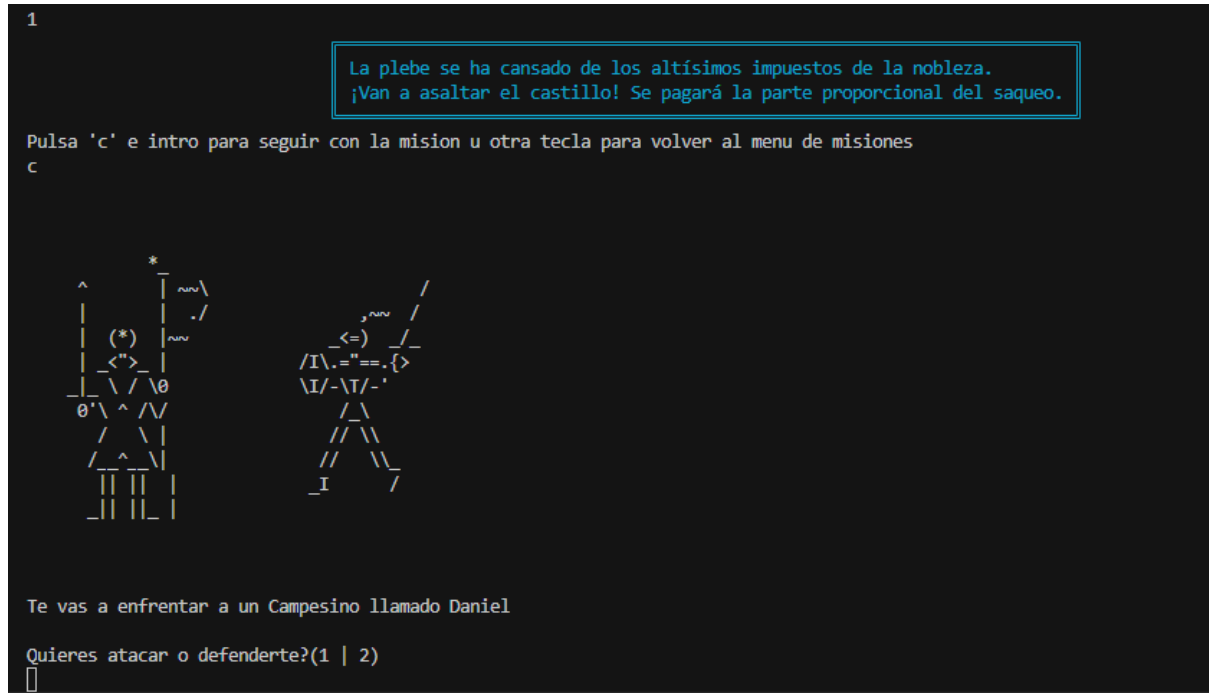 1
La plebe se ha cansado de los altísimos impuestos de la nobleza.
¡Van a asaltar el castillo! Se pagará la parte proporcional del saqueo.
Pulsa 'c' e intro para seguir con la mision u otra tecla para volver al menu de misiones
c
Te vas a enfrentar a un Campesino llamado Daniel
Quieres atacar o defenderte?(1 | 2)